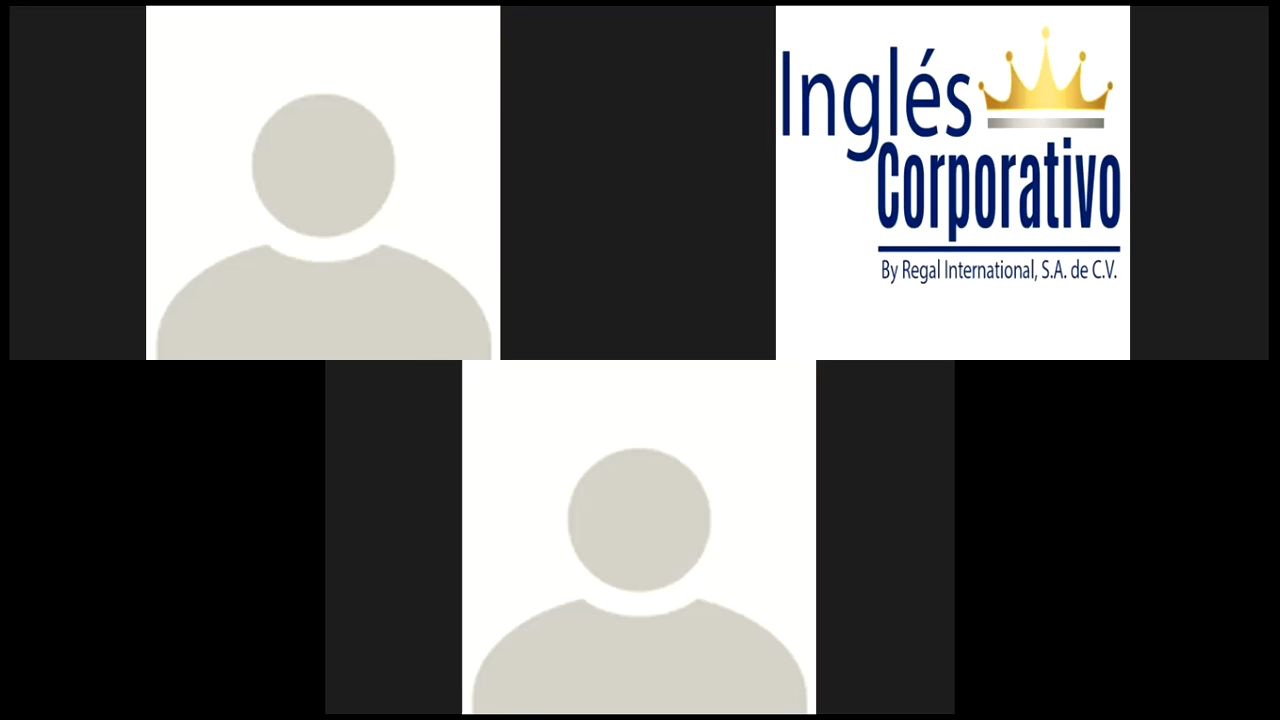 Inglés
Corporativo
By Regal International, S.A. de C.V.